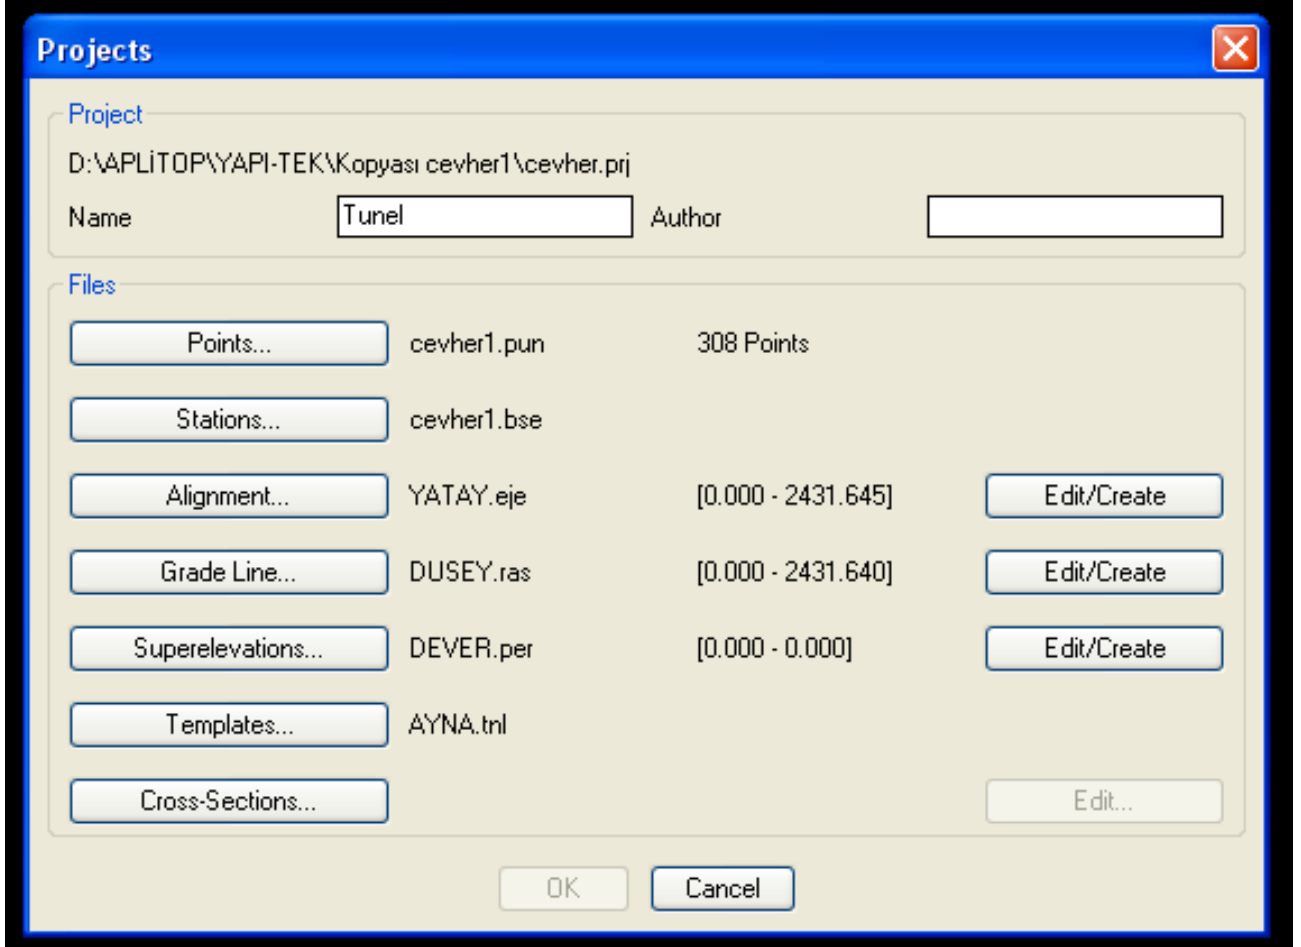 Projects
Project
D:\APLİTOP\YAPI-TEK\Kopyası cevher1\cevher.prj
Name Tunel Author
Files
Points... cevher1.pun 308 Points
Stations... cevher1.bse
Alignment... YATAY.eje [0.000 - 2431.645] Edit/Create
Grade Line... DUSEY.ras [0.000 - 2431.640] Edit/Create
Superelevations... DEVER.per [0.000 - 0.000] Edit/Create
Templates... AYNA.tnl
Cross-Sections... Edit...
OK Cancel